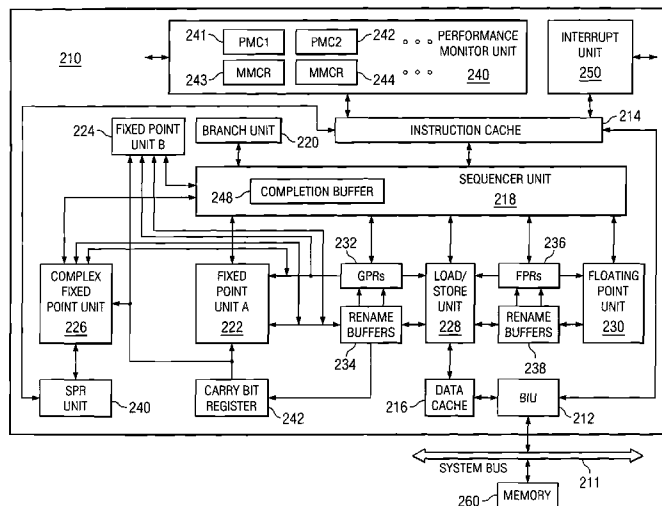 241
PMC1
PMC2
242
PERFORMANCE
MONITOR UNIT
240
INTERRUPT
UNIT
250
210
243
MMCR
MMCR
244
214
224
FIXED POINT
UNIT B
BRANCH UNIT
220
INSTRUCTION CACHE
248
COMPLETION BUFFER
SEQUENCER UNIT
218
232
236
COMPLEX
FIXED
POINT UNIT
226
FIXED
POINT
UNIT A
222
GPRs
LOAD/
STORE
UNIT
228
FPRs
FLOATING
POINT
UNIT
230
RENAME
BUFFERS
234
RENAME
BUFFERS
238
SPR
UNIT
240
CARRY BIT
REGISTER
242
216
DATA
CACHE
BIU
212
SYSTEM BUS
211
260
MEMORY